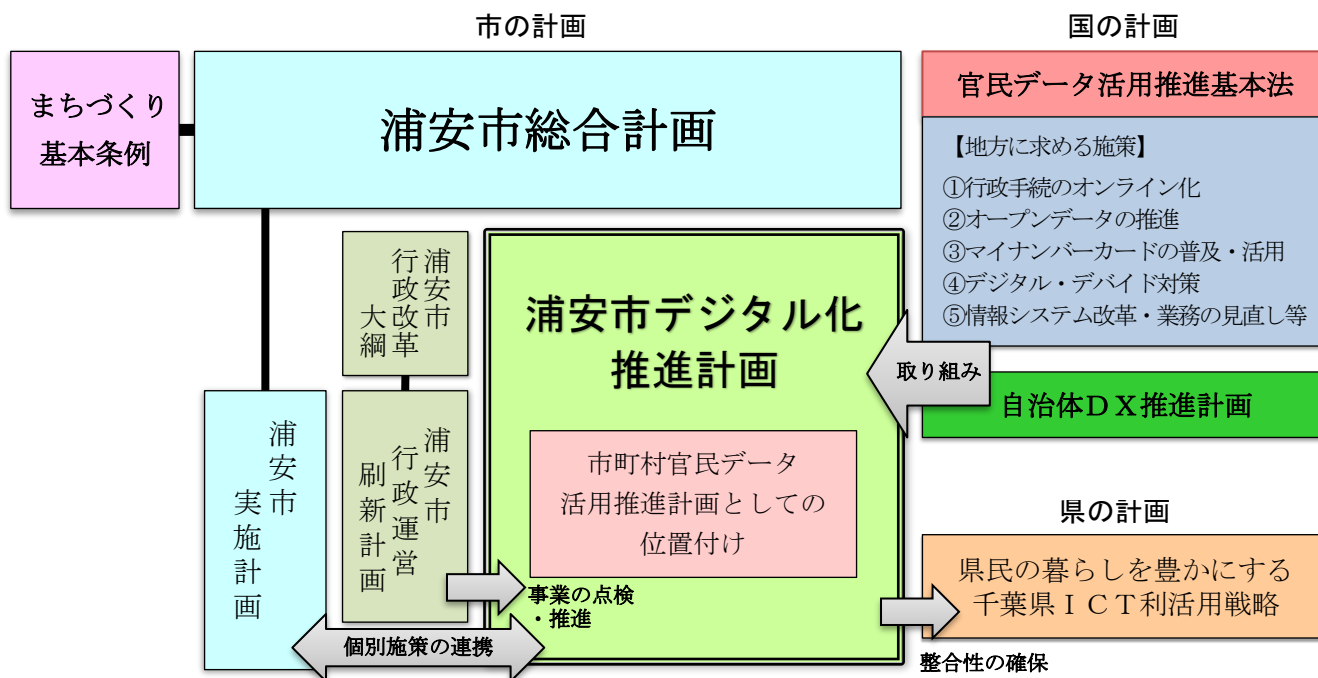 市の計画
国の計画
まちづくり
基本条例
浦安市総合計画
官民データ活用推進基本法
【地方に求める施策】
①行政手続のオンライン化
②オープンデータの推進
③マイナンバーカードの普及・活用
④デジタル・デバイド対策
⑤情報システム改革・業務の見直し等
浦安市
行政改革
大綱
浦安市デジタル化
推進計画
取り組み
自治体ＤＸ推進計画
浦安市
実施計画
浦安市
行政運営
刷新計画
市町村官民データ
活用推進計画としての
位置付け
県の計画
県民の暮らしを豊かにする
千葉県ＩＣＴ利活用戦略
事業の点検
・推進
個別施策の連携
整合性の確保